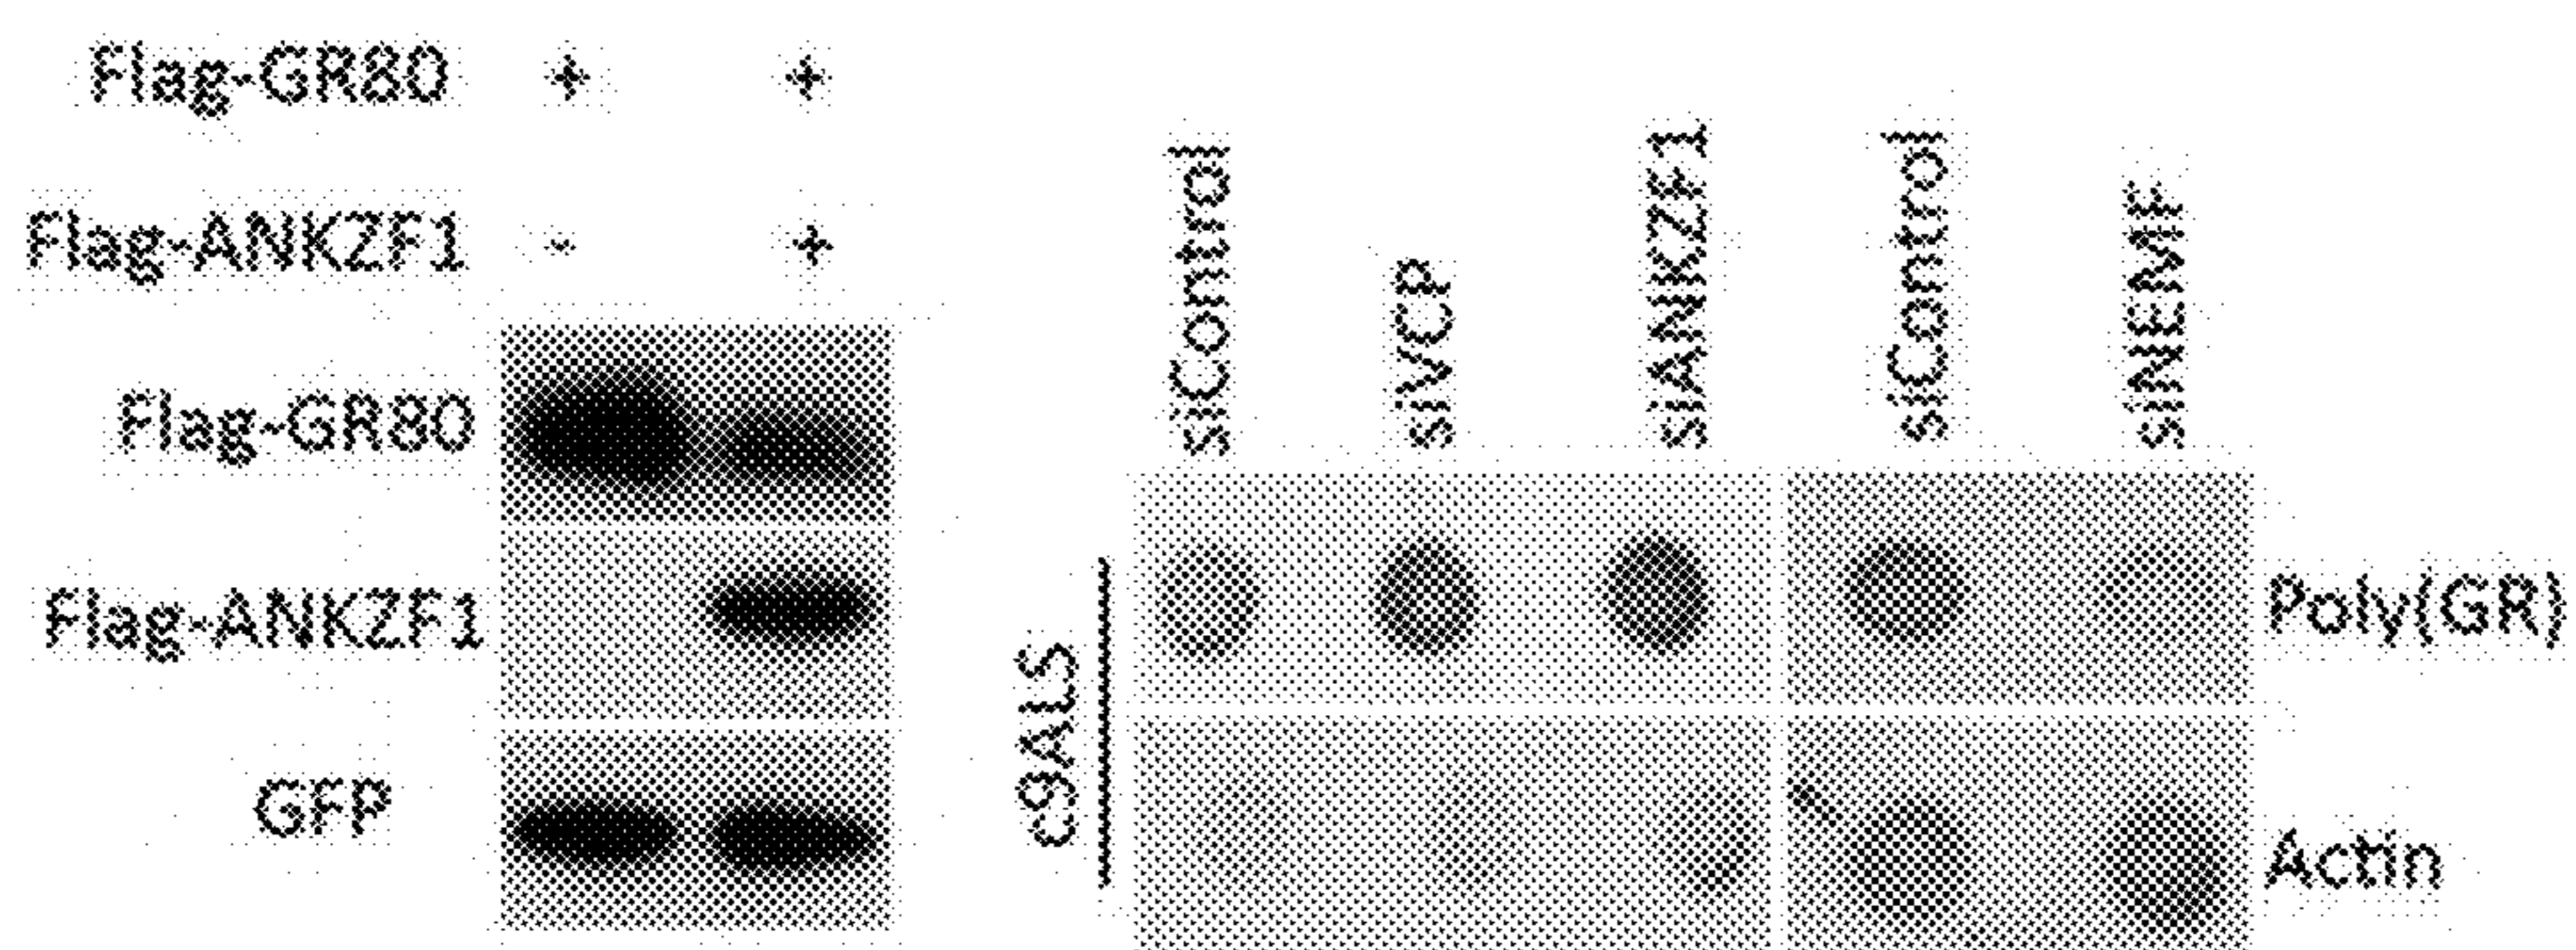 Flag-GR80 + +
Flag-ANKZF1 - +
Flag-GR80
Flag-ANKZF1
GFP
siControl
siVCP
siANKZF1
siControl
siNEMF
c9ALS
Poly(GR)
Actin